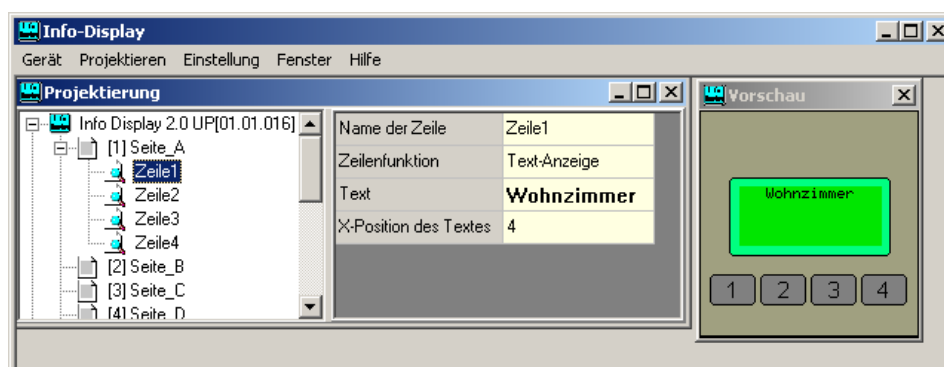 Info-Display
Gerät Projektieren Einstellung Fenster Hilfe
Projektierung
Info Display 2.0 UP[01.01.016]
[1] Seite_A
Zeile1
Zeile2
Zeile3
Zeile4
[2] Seite_B
[3] Seite_C
[4] Seite_D
Name der Zeile Zeile1
Zeilenfunktion Text-Anzeige
Text Wohnzimmer
X-Position des Textes 4
Vorschau
Wohnzimmer
1 2 3 4